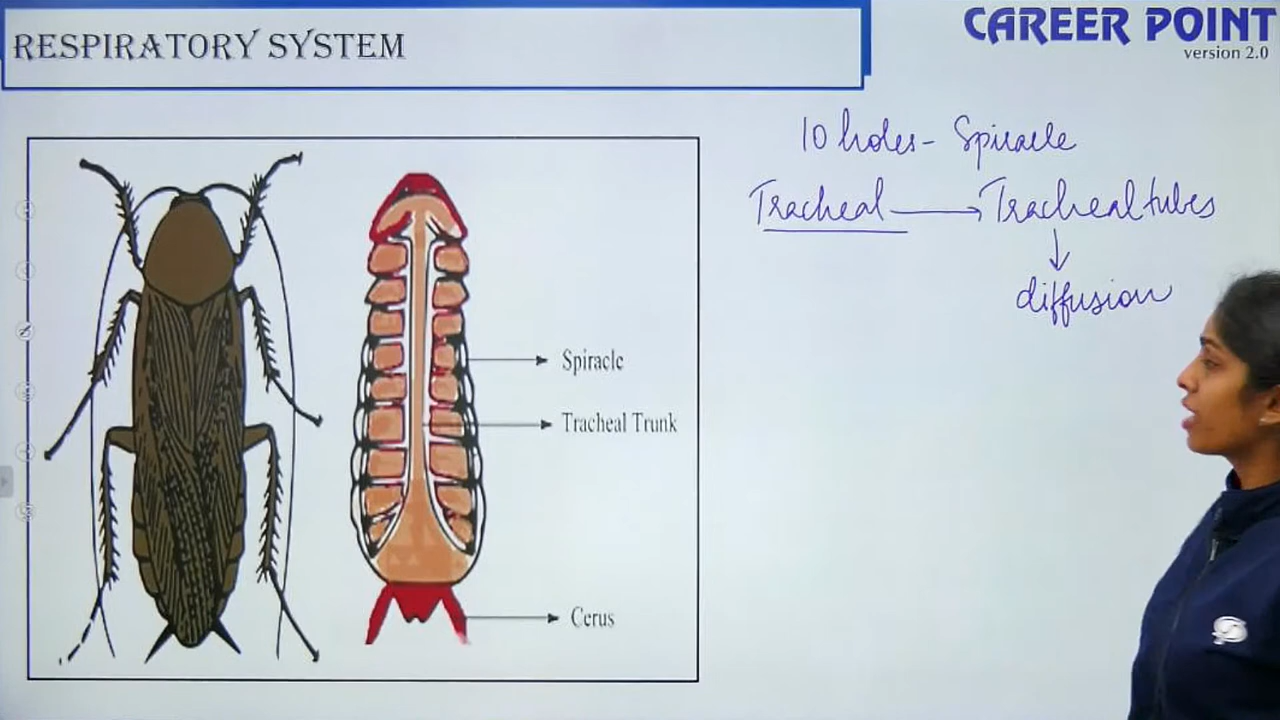 RESPIRATORY SYSTEM
CAREER POINT
version 2.0
10 holes - Spiracle
Tracheal → Tracheal tubes
↓
diffusion
Spiracle
Tracheal Trunk
Cerus